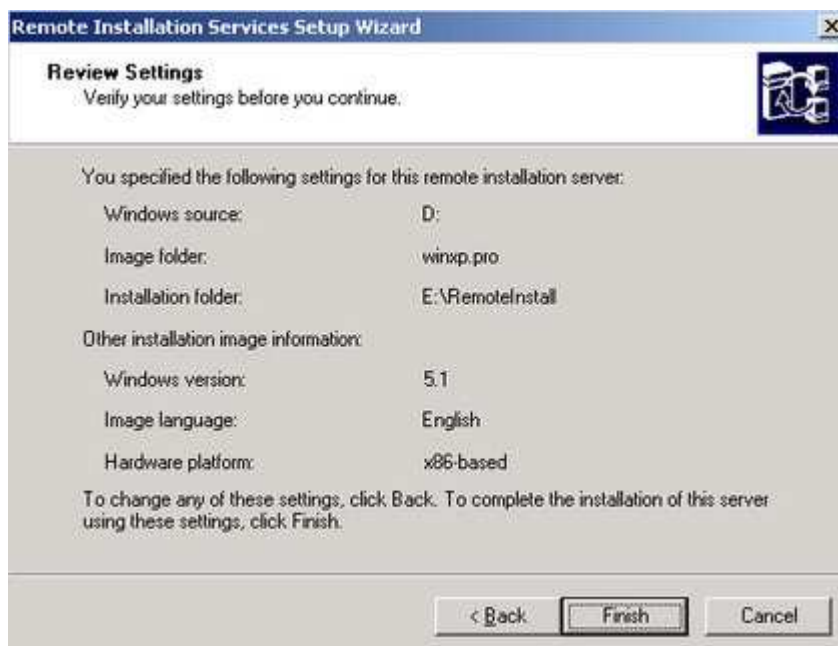 Remote Installation Services Setup Wizard
Review Settings
Verify your settings before you continue.
You specified the following settings for this remote installation server:
Windows source: D:
Image folder: winxp.pro
Installation folder: E:\RemoteInstall
Other installation image information:
Windows version: 5.1
Image language: English
Hardware platform: x86-based
To change any of these settings, click Back. To complete the installation of this server
using these settings, click Finish.
< Back Finish Cancel